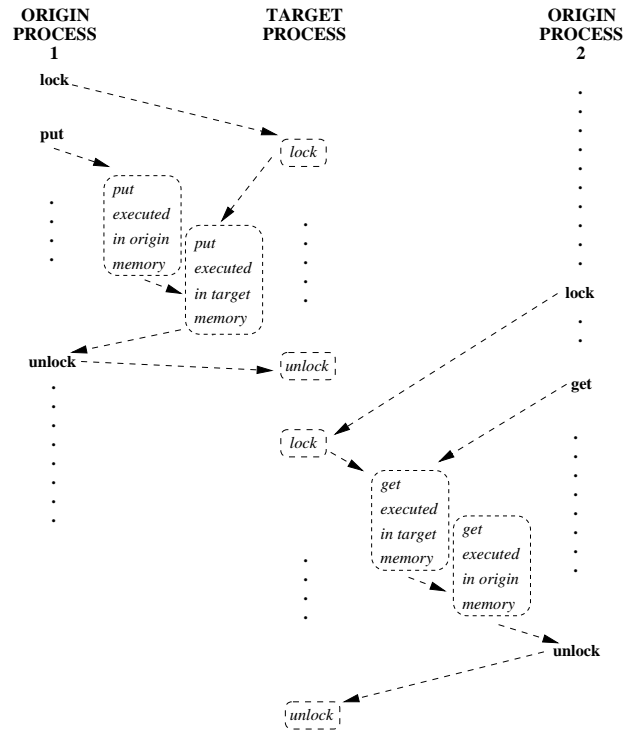 ORIGIN
PROCESS
1
TARGET
PROCESS
ORIGIN
PROCESS
2
lock
put
lock
put
executed
in origin
memory
put
executed
in target
memory
lock
unlock
unlock
get
lock
get
executed
in target
memory
get
executed
in origin
memory
unlock
unlock